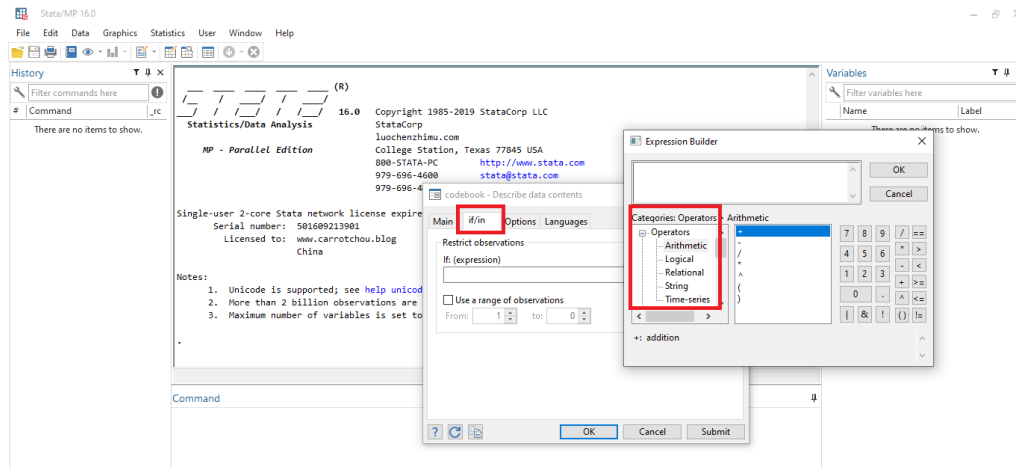 Stata/MP 16.0
File Edit Data Graphics Statistics User Window Help
History
Filter commands here
# Command _rc
There are no items to show.
(R)
16.0 Copyright 1985-2019 StataCorp LLC
Statistics/Data Analysis StataCorp
luochenzhimu.com
MP - Parallel Edition College Station, Texas 77845 USA
800-STATA-PC http://www.stata.com
979-696-4600 stata@stata.com
979-696-4
Single-user 2-core Stata network license expire
Serial number: 501609213901
Licensed to: www.carrotchou.blog
China
Notes:
1. Unicode is supported; see help unicod
2. More than 2 billion observations are
3. Maximum number of variables is set to
.
Command
Variables
Filter variables here
Name Label
There are no items to show.
codebook - Describe data contents
Main if/in Options Languages
Restrict observations
If: (expression)
Use a range of observations
From: 1 to: 0
OK Cancel Submit
Expression Builder
OK
Cancel
Categories: Operators Arithmetic
Operators
Arithmetic
Logical
Relational
String
Time-series
+
-
/
*
^
(
)
7 8 9 / ==
4 5 6 * >
1 2 3 - <
+ >=
0 . ^ <=
| & ! () !=
+: addition